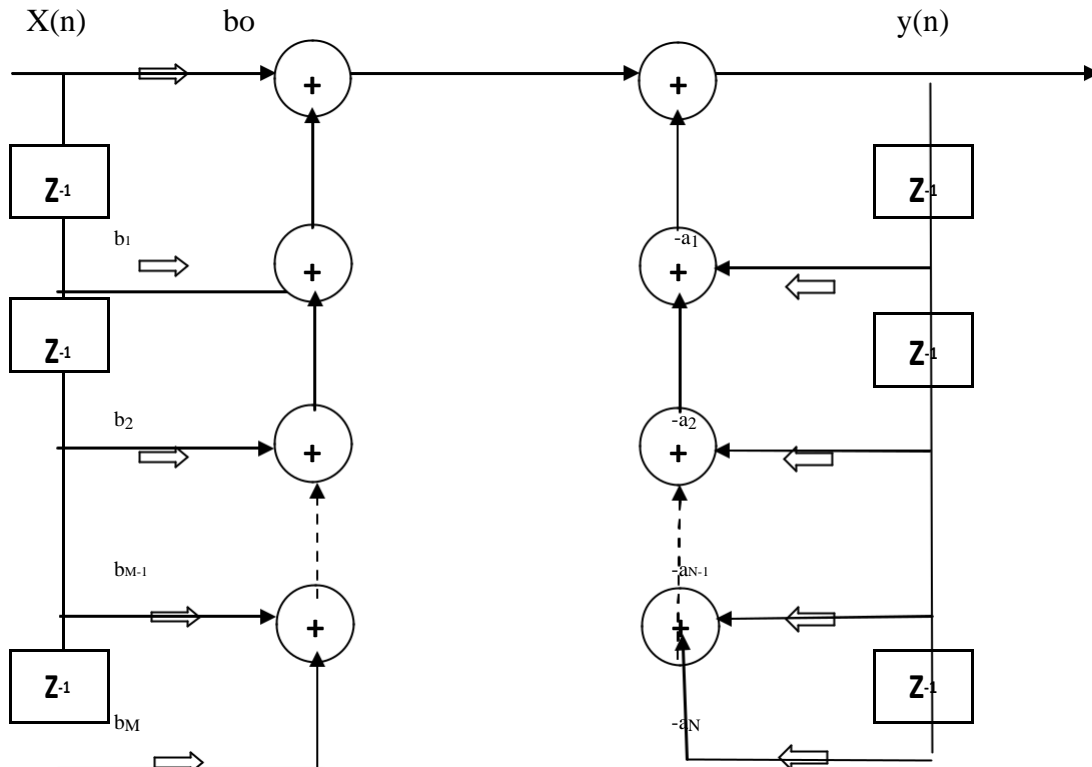 X(n) bo y(n)
+ +
Z-1 Z-1
b1 -a1
+ +
Z-1 Z-1
b2 -a2
+ +
bM-1 -aN-1
+ +
Z-1 Z-1
bM -aN